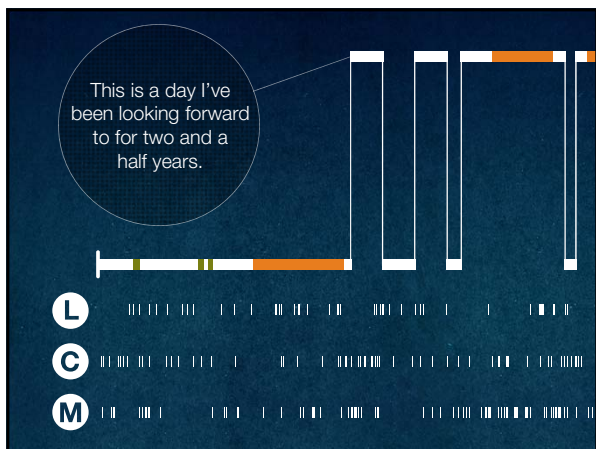 This is a day I’ve
been looking forward
to for two and a
half years.
L
C
M